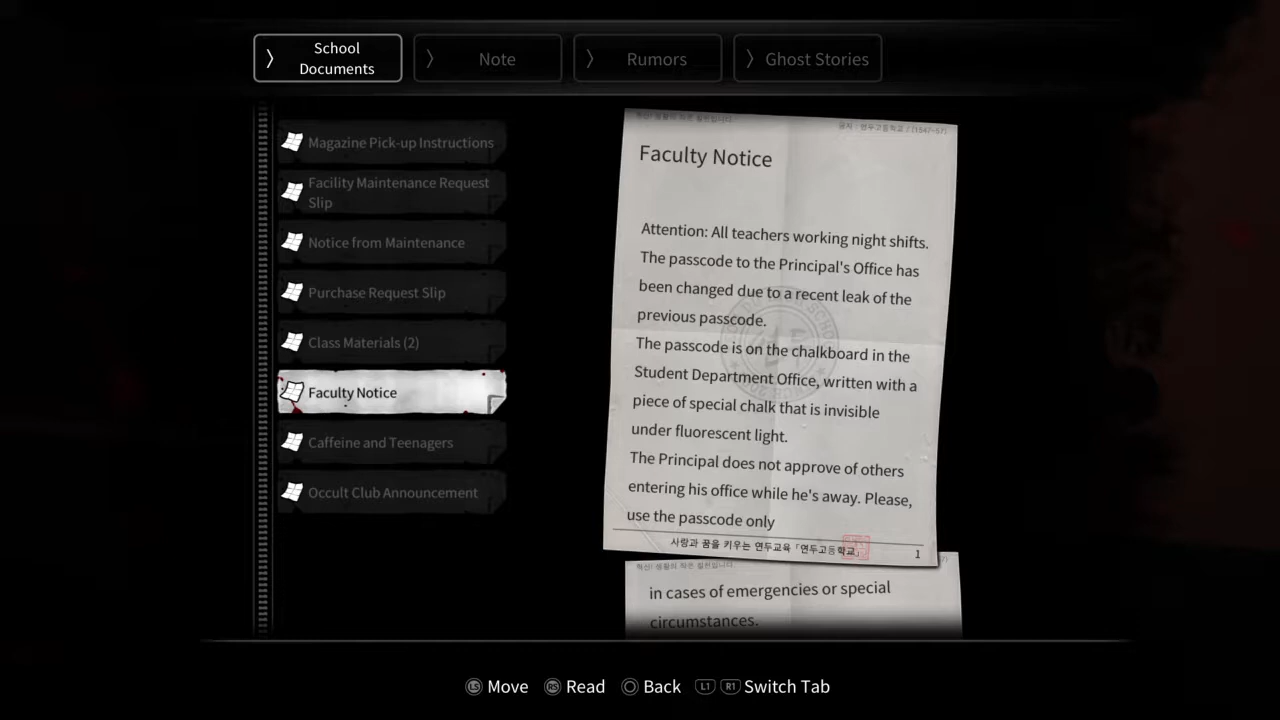 School
Documents
Note
Rumors
Ghost Stories
Magazine Pick-up Instructions
Facility Maintenance Request
Slip
Notice from Maintenance
Purchase Request Slip
Class Materials (2)
Faculty Notice
Caffeine and Teenagers
Occult Club Announcement
Faculty Notice
Attention: All teachers working night shifts.
The passcode to the Principal's Office has
been changed due to a recent leak of the
previous passcode.
The passcode is on the chalkboard in the
Student Department Office, written with a
piece of special chalk that is invisible
under fluorescent light.
The Principal does not approve of others
entering his office while he's away. Please,
use the passcode only
사랑과 꿈을 키우는 연두교육 「연두고등학교」
1
in cases of emergencies or special
circumstances.
LS Move
RS Read
Back
L1 R1 Switch Tab